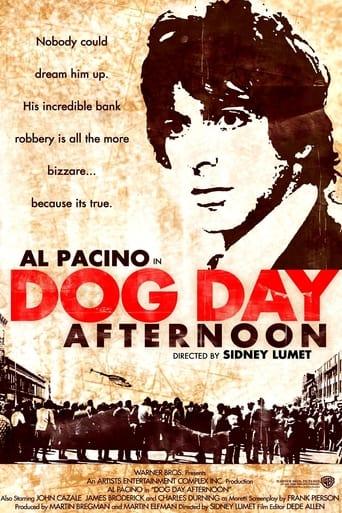 Nobody could
dream him up.
His incredible bank
robbery is all the more
bizzare...
because its true.
AL PACINO IN
DOG DAY
AFTERNOON
DIRECTED BY SIDNEY LUMET
WARNER BROS. Presents
An ARTISTS ENTERTAINMENT COMPLEX INC. Production
AL PACINO in "DOG DAY AFTERNOON"
Also Starring JOHN CAZALE JAMES BRODERICK and CHARLES DURNING as Moretti Screenplay by FRANK PIERSON
Produced by MARTIN BREGMAN and MARTIN ELFMAN Directed by SIDNEY LUMET Film Editor DEDE ALLEN